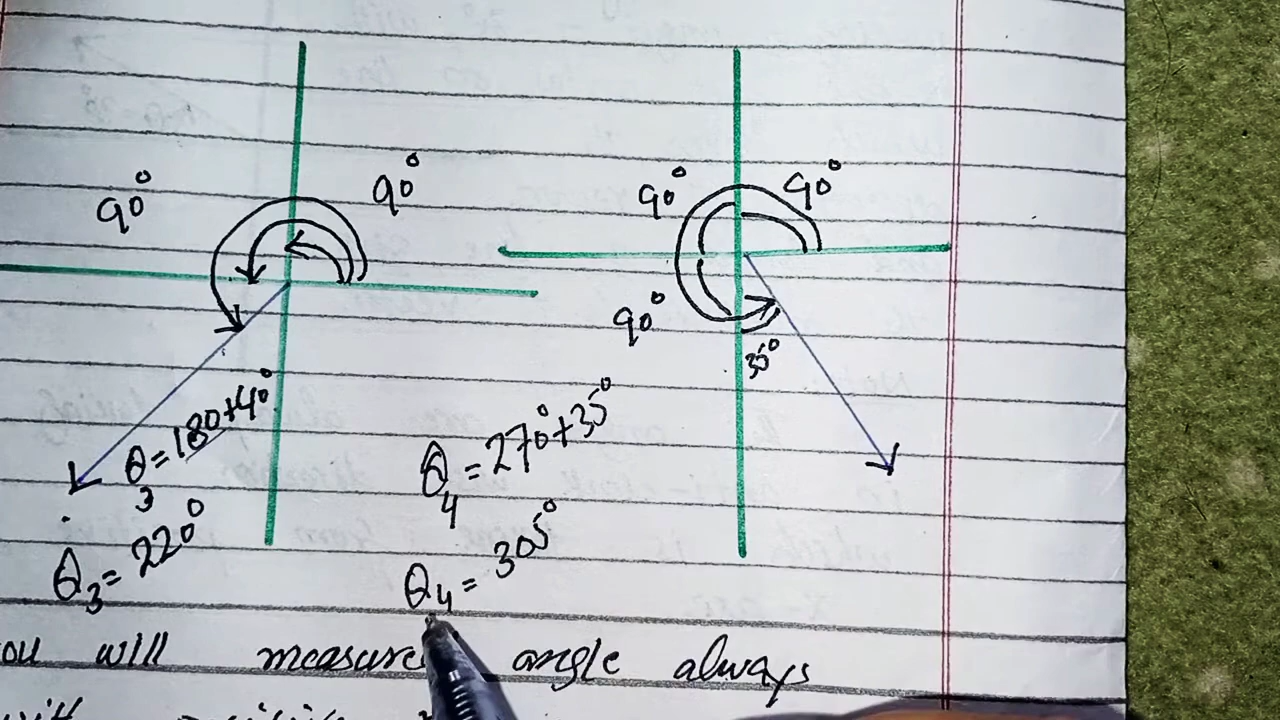 90°
90°
θ3=180+40°
θ3=220°
90°
90°
90°
35°
θ4=270°+35°
θ4=305°
ou will measure angle always